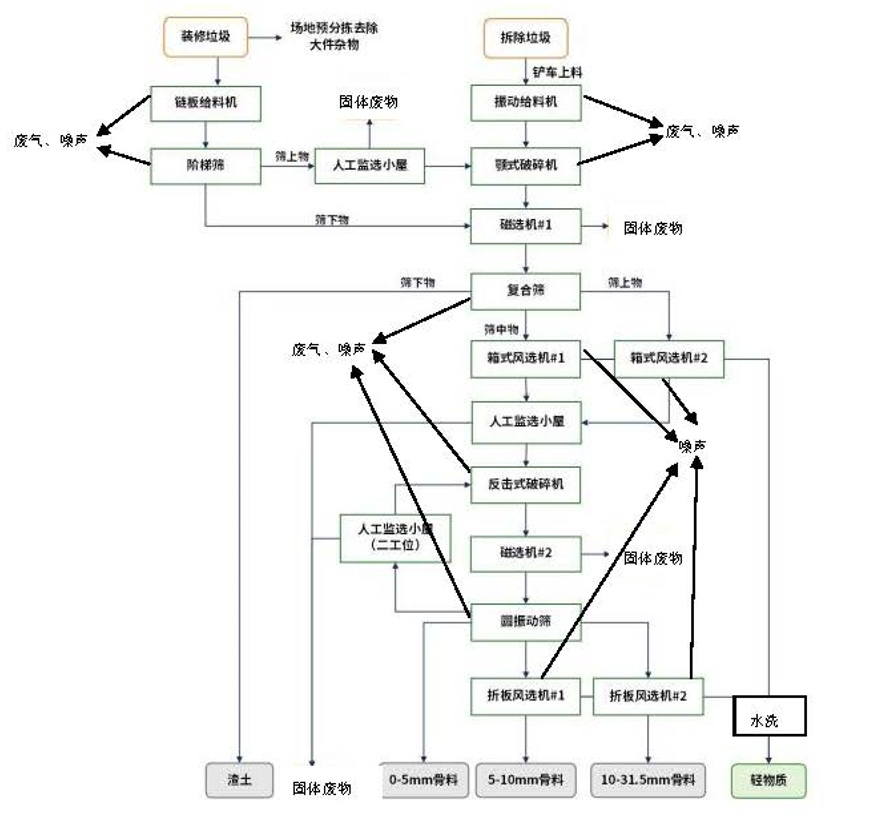 装修垃圾
场地预分拣去除
大件杂物
拆除垃圾
铲车上料
链板给料机
固体废物
振动给料机
废气、噪声
废气、噪声
阶梯筛
筛上物
人工监选小屋
颚式破碎机
筛下物
磁选机#1
固体废物
筛下物
复合筛
筛上物
筛中物
废气、噪声
箱式风选机#1
箱式风选机#2
人工监选小屋
噪声
反击式破碎机
人工监选小屋
（二工位）
磁选机#2
固体废物
圆振动筛
折板风选机#1
折板风选机#2
水洗
渣土
固体废物
0-5mm骨料
5-10mm骨料
10-31.5mm骨料
轻物质